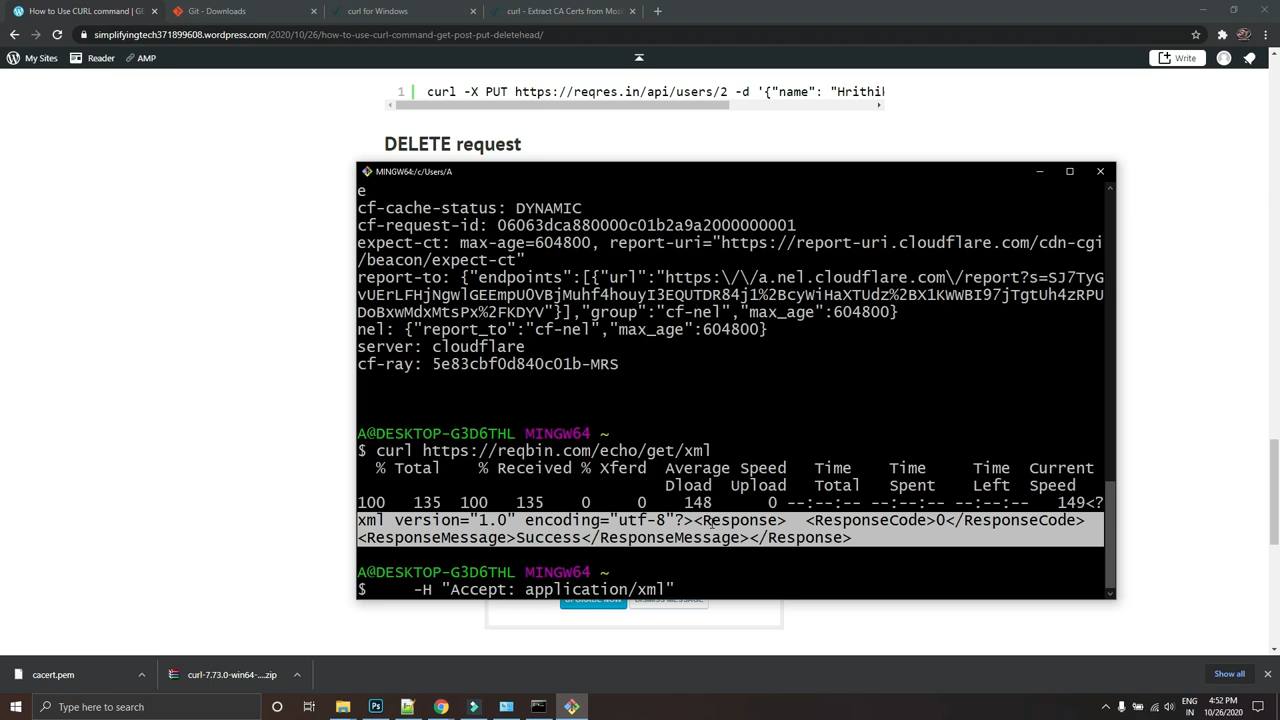 How to Use CURL command | GE
Git - Downloads
curl for Windows
curl - Extract CA Certs from Mozi
simplifyingtech371899608.wordpress.com/2020/10/26/how-to-use-curl-command-get-post-put-deletehead/
My Sites Reader AMP Write
1 curl -X PUT https://reqres.in/api/users/2 -d '{"name": "Hrithik
DELETE request
MINGW64:/c/Users/A
e
cf-cache-status: DYNAMIC
cf-request-id: 06063dca880000c01b2a9a2000000001
expect-ct: max-age=604800, report-uri="https://report-uri.cloudflare.com/cdn-cgi
/beacon/expect-ct"
report-to: {"endpoints":[{"url":"https:\/\/a.nel.cloudflare.com\/report?s=SJ7TyG
vUErLFHjNgwlGEEmpU0VBjMuhf4houyI3EQUTDR84j1%2BcyWiHaXTUdz%2BX1KWWBI97jTgtUh4zRPU
DoBxwMdxMtsPx%2FKDYV"}],"group":"cf-nel","max_age":604800}
nel: {"report_to":"cf-nel","max_age":604800}
server: cloudflare
cf-ray: 5e83cbf0d840c01b-MRS
A@DESKTOP-G3D6THL MINGW64 ~
$ curl https://reqbin.com/echo/get/xml
% Total % Received % Xferd Average Speed Time Time Time Current
Dload Upload Total Spent Left Speed
100 135 100 135 0 0 148 0 --:--:-- --:--:-- --:--:-- 149<?
xml version="1.0" encoding="utf-8"?><Response> <ResponseCode>0</ResponseCode>
<ResponseMessage>Success</ResponseMessage></Response>
A@DESKTOP-G3D6THL MINGW64 ~
$ -H "Accept: application/xml"
UPGRADE NOW DISMISS MESSAGE
cacert.pem
curl-7.73.0-win64-....zip
Show all
Type here to search
ENG
IN
4:52 PM
10/26/2020